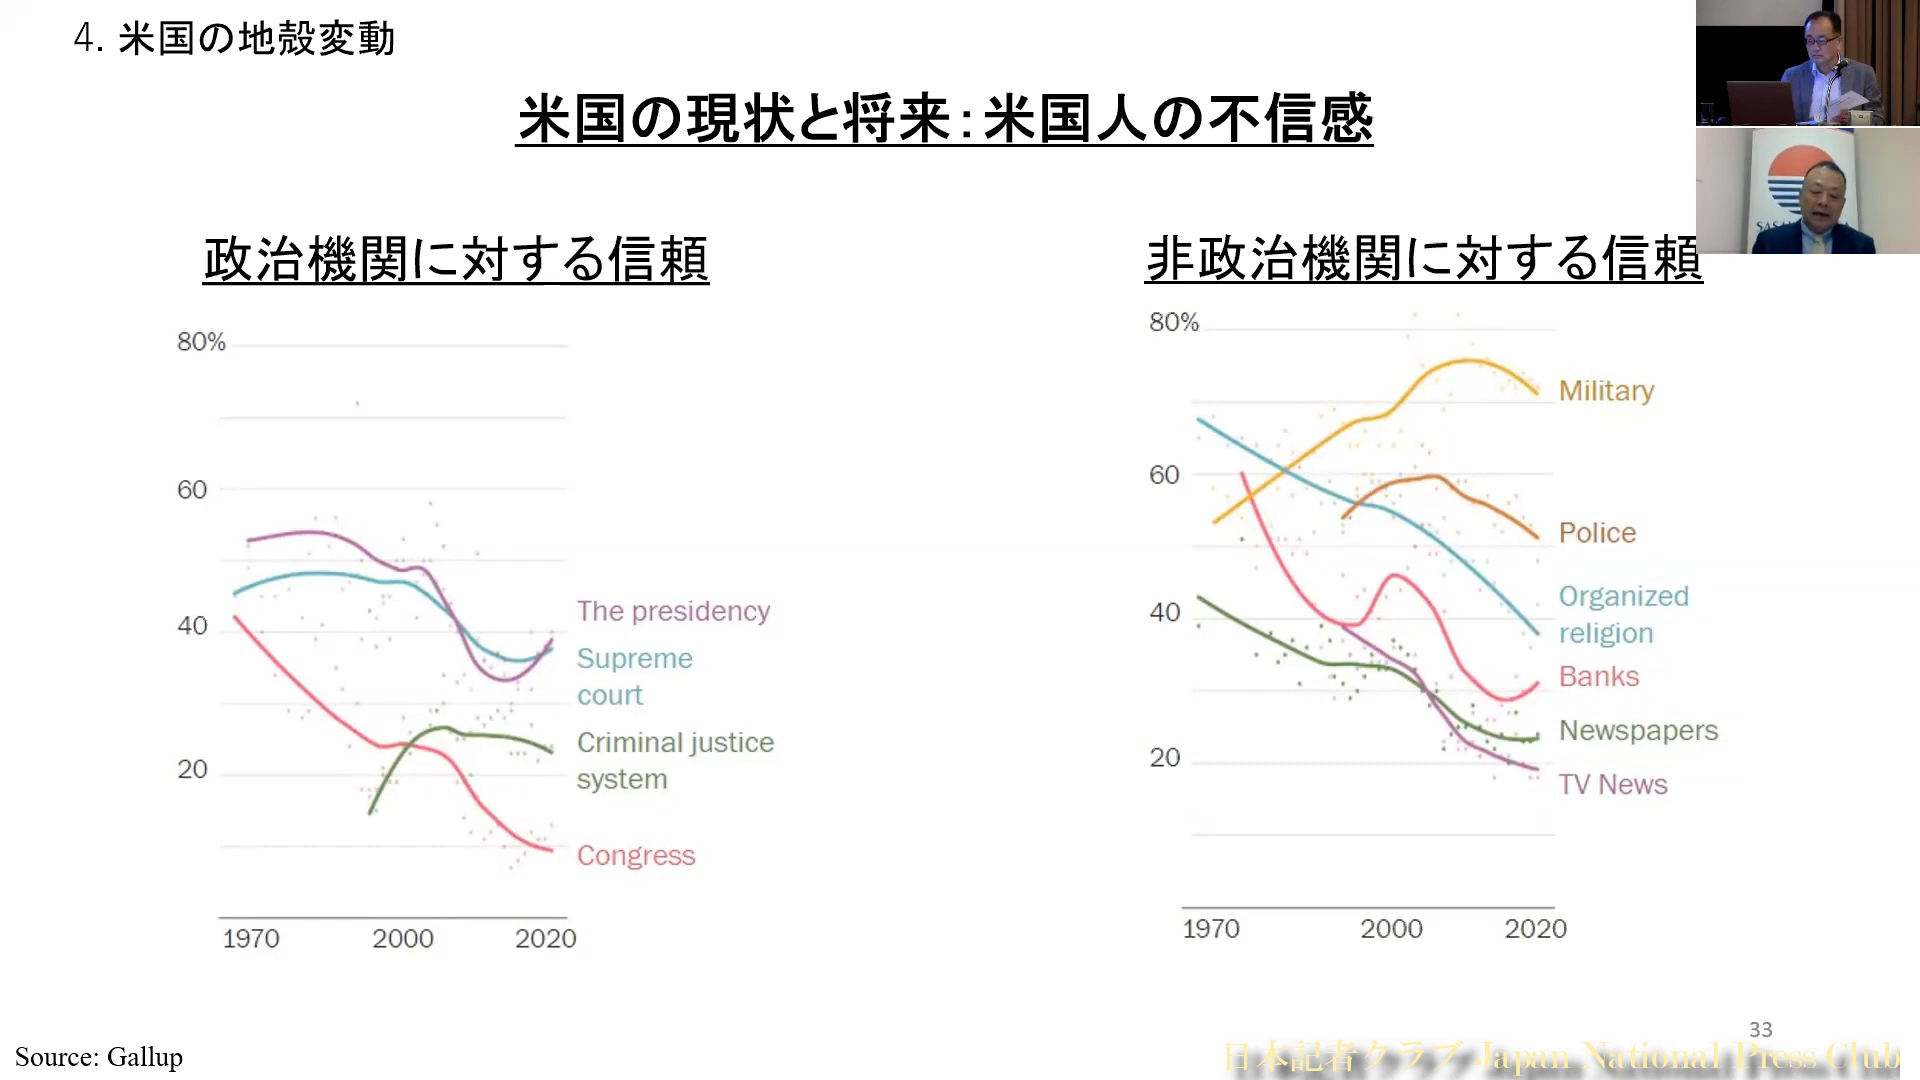 4. 米国の地殻変動
米国の現状と将来：米国人の不信感
政治機関に対する信頼
80%
60
40
20
1970 2000 2020
The presidency
Supreme
court
Criminal justice
system
Congress
非政治機関に対する信頼
80%
60
40
20
1970 2000 2020
Military
Police
Organized
religion
Banks
Newspapers
TV News
33
Source: Gallup
日本記者クラブ Japan National Press Club